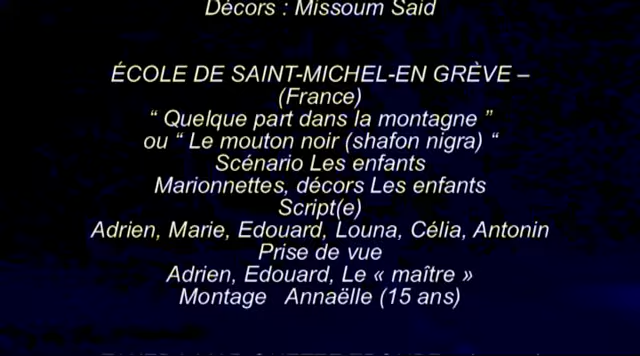 Décors : Missoum Said
ÉCOLE DE SAINT-MICHEL-EN GRÈVE –
(France)
“ Quelque part dans la montagne ”
ou “ Le mouton noir (shafon nigra) “
Scénario Les enfants
Marionnettes, décors Les enfants
Script(e)
Adrien, Marie, Edouard, Louna, Célia, Antonin
Prise de vue
Adrien, Edouard, Le « maître »
Montage   Annaëlle (15 ans)